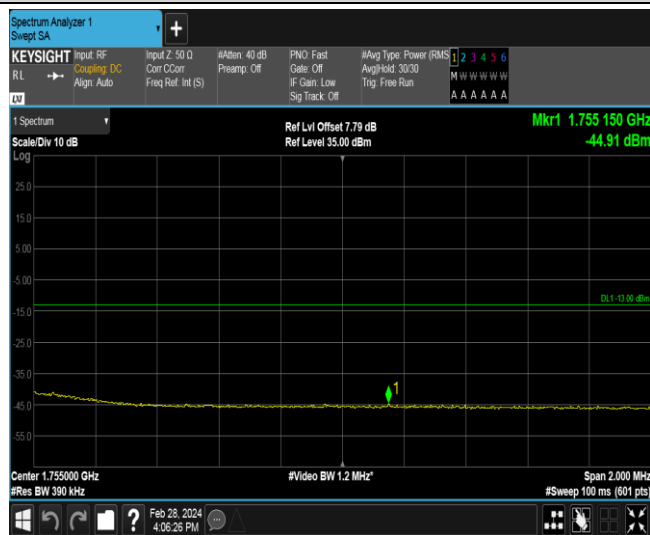 Spectrum Analyzer 1
Swept SA
+
KEYSIGHT
RL
Input: RF
Coupling: DC
Align: Auto
Input Z: 50 Ω
Corr CCorr
Freq Ref: Int (S)
#Atten: 40 dB
Preamp: Off
PNO: Fast
Gate: Off
IF Gain: Low
Sig Track: Off
#Avg Type: Power (RMS
Avg|Hold: 30/30
Trig: Free Run
1 2 3 4 5 6
M W W W W W
A A A A A A
LXI
1 Spectrum
Scale/Div 10 dB
Log
Ref Lvl Offset 7.79 dB
Ref Level 35.00 dBm
Mkr1 1.755 150 GHz
-44.91 dBm
25.0
15.0
5.00
-5.00
DL1 -13.00 dBm
-15.0
-25.0
-35.0
1
-45.0
-55.0
Center 1.755000 GHz
#Res BW 390 kHz
#Video BW 1.2 MHz*
Span 2.000 MHz
#Sweep 100 ms (601 pts)
?
Feb 28, 2024
4:06:26 PM